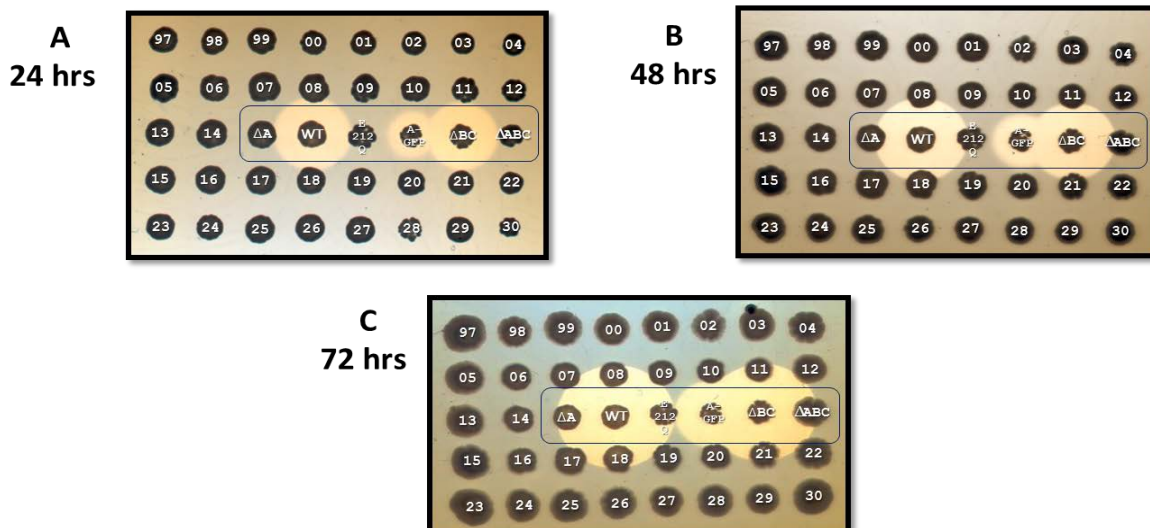 A
24 hrs
97 98 99 00 01 02 03 04
05 06 07 08 09 10 11 12
13 14 ΔA WT E212Q A-GFP ΔBC ΔABC
15 16 17 18 19 20 21 22
23 24 25 26 27 28 29 30
B
48 hrs
97 98 99 00 01 02 03 04
05 06 07 08 09 10 11 12
13 14 ΔA WT E212Q A-GFP ΔBC ΔABC
15 16 17 18 19 20 21 22
23 24 25 26 27 28 29 30
C
72 hrs
97 98 99 00 01 02 03 04
05 06 07 08 09 10 11 12
13 14 ΔA WT E212Q A-GFP ΔBC ΔABC
15 16 17 18 19 20 21 22
23 24 25 26 27 28 29 30